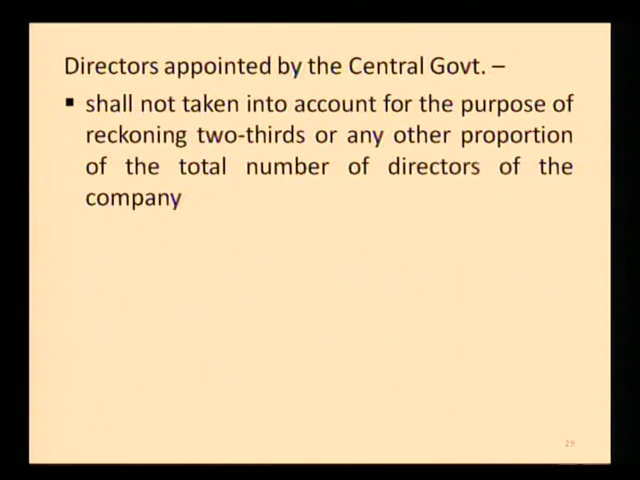 Directors appointed by the Central Govt. –
▪ shall not taken into account for the purpose of
reckoning two-thirds or any other proportion
of the total number of directors of the
company
29